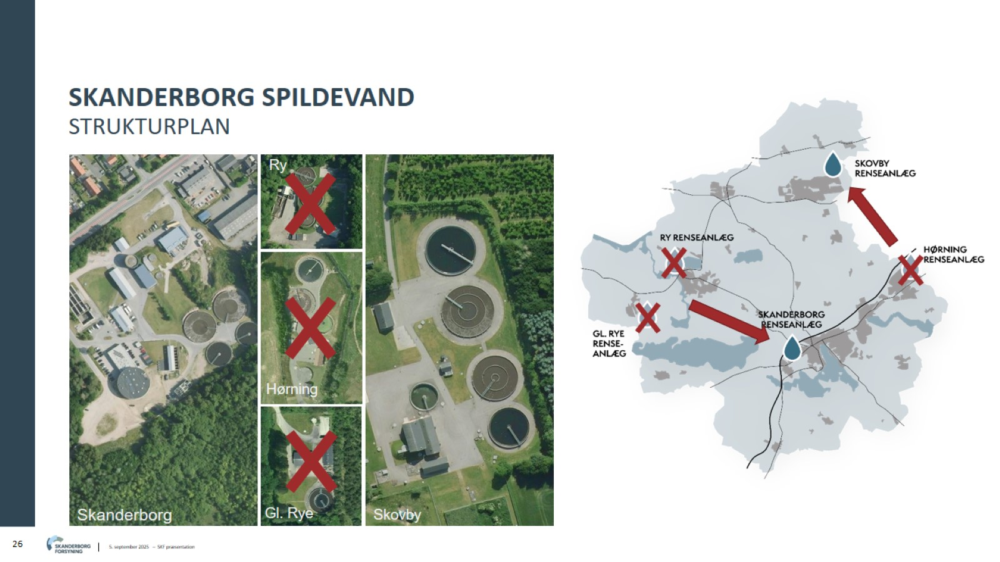 SKANDERBORG SPILDEVAND
STRUKTURPLAN
Ry
Hørning
Gl. Rye
Skanderborg
Skovby
SKOVBY
RENSEANLÆG
RY RENSEANLÆG
HØRNING
RENSEANLÆG
SKANDERBORG
RENSEANLÆG
GL. RYE
RENSE-
ANLÆG
26
SKANDERBORG
FORSYNING
5. september 2025 – SKF præsentation